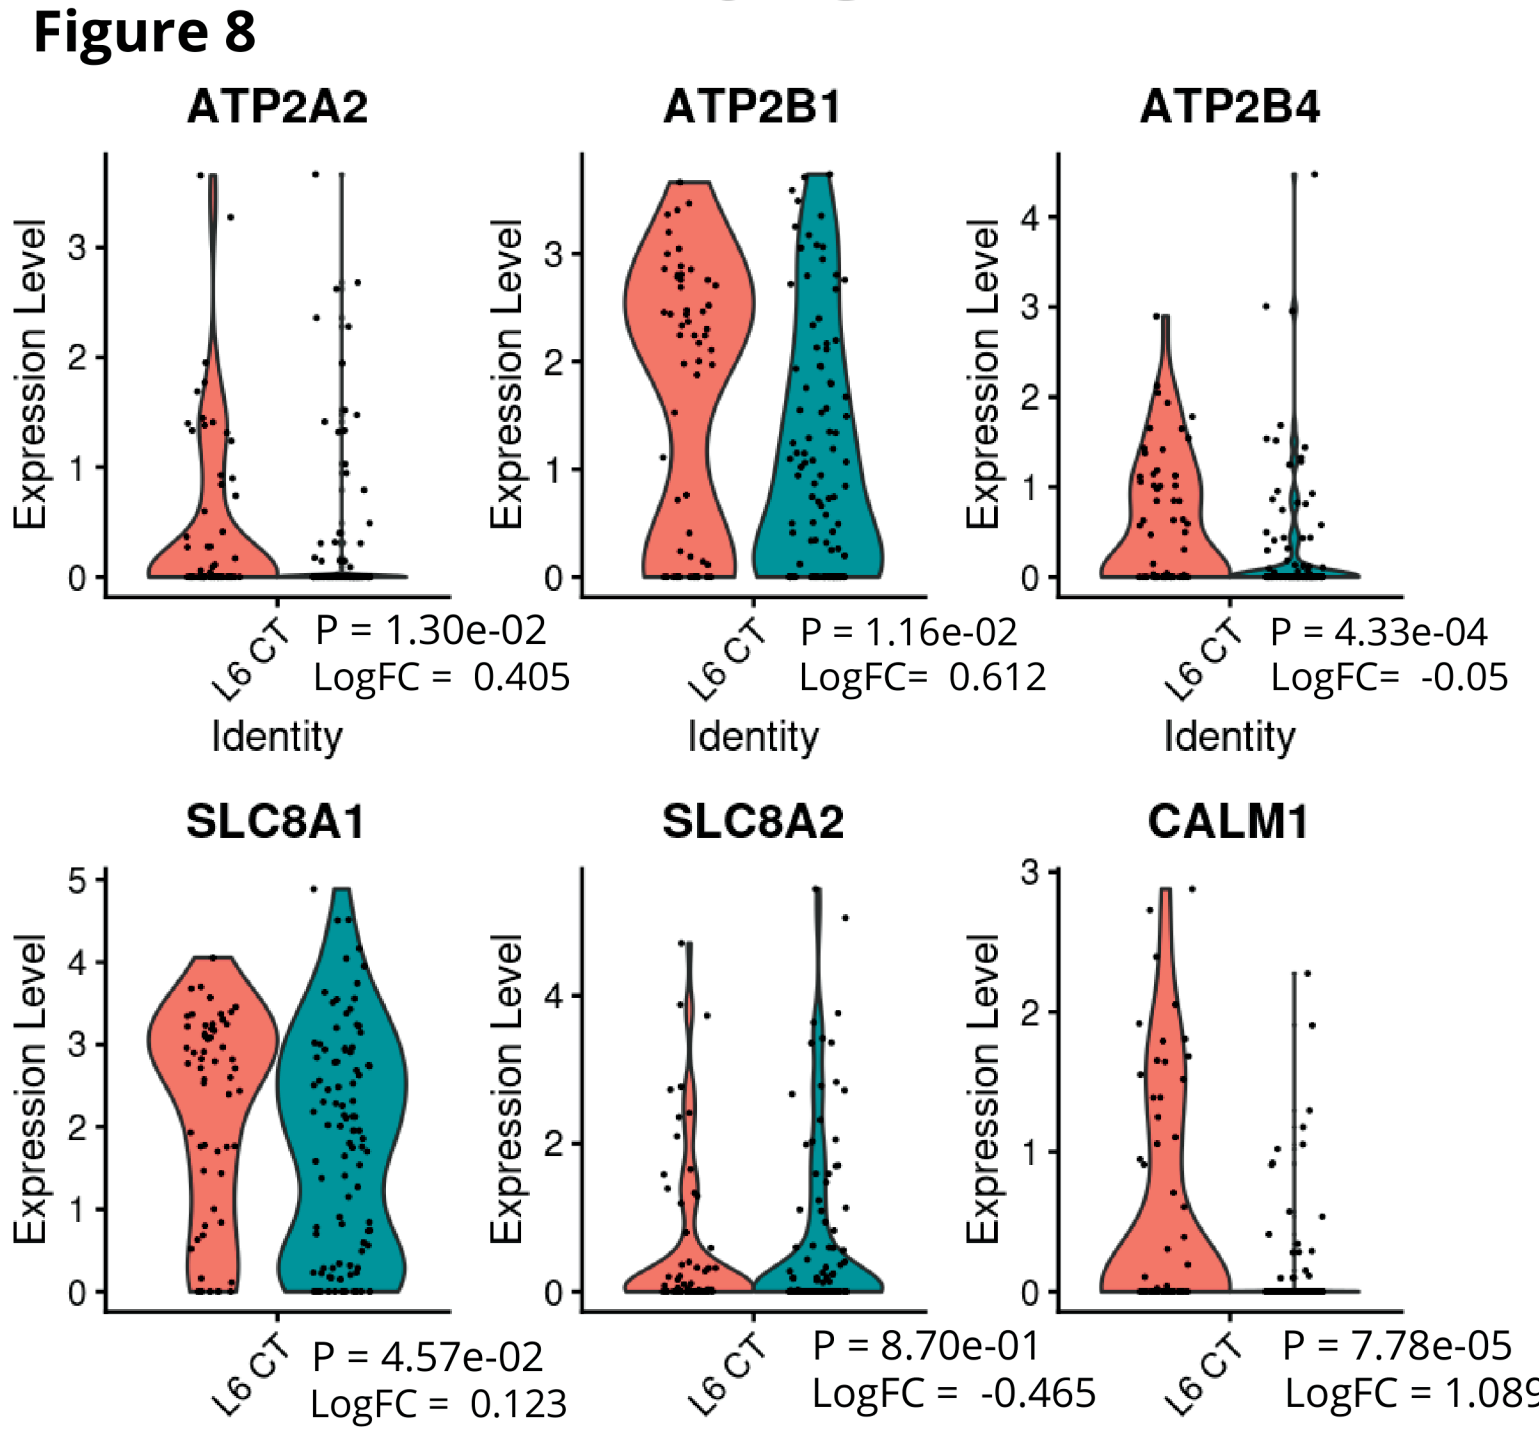 Figure 8
ATP2A2 ATP2B1 ATP2B4
Expression Level
3
2
1
0
Expression Level
3
2
1
0
Expression Level
4
3
2
1
0
L6 CT
P = 1.30e-02
LogFC = 0.405
L6 CT
P = 1.16e-02
LogFC= 0.612
L6 CT
P = 4.33e-04
LogFC= -0.05
Identity Identity Identity
SLC8A1 SLC8A2 CALM1
Expression Level
5
4
3
2
1
0
Expression Level
4
2
0
Expression Level
3
2
1
0
L6 CT
P = 4.57e-02
LogFC = 0.123
L6 CT
P = 8.70e-01
LogFC = -0.465
L6 CT
P = 7.78e-05
LogFC = 1.089